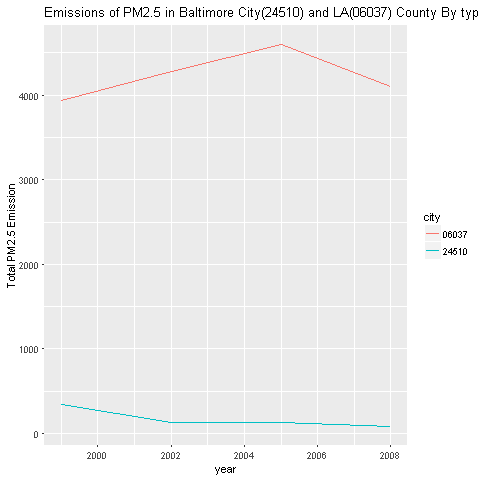 Emissions of PM2.5 in Baltimore City(24510) and LA(06037) County By typ
4000
3000
2000
1000
0
Total PM2.5 Emission
2000 2002 2004 2006 2008
year
city
06037
24510